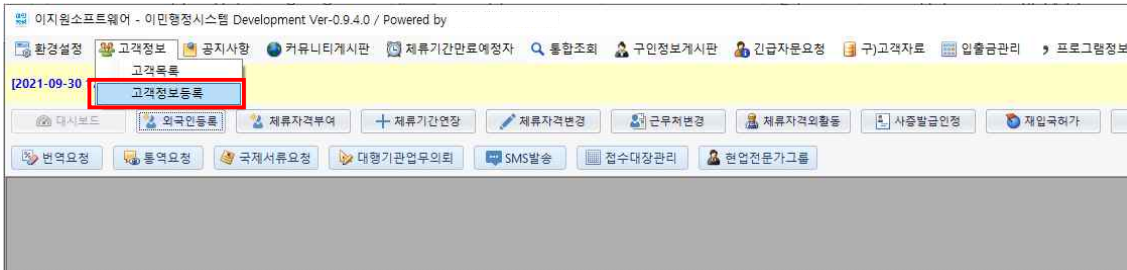 이지원소프트웨어 - 이민행정시스템 Development Ver-0.9.4.0 / Powered by
환경설정 고객정보 공지사항 커뮤니티게시판 체류기간만료예정자 통합조회 구인정보게시판 긴급자문요청 구)고객자료 입출금관리 프로그램정보
고객목록
[2021-09-30
고객정보등록
대시보드 외국인등록 체류자격부여 체류기간연장 체류자격변경 근무처변경 체류자격외활동 사증발급인정 재입국허가
번역요청 통역요청 국제서류요청 대행기관업무의뢰 SMS발송 접수대장관리 현업전문가그룹